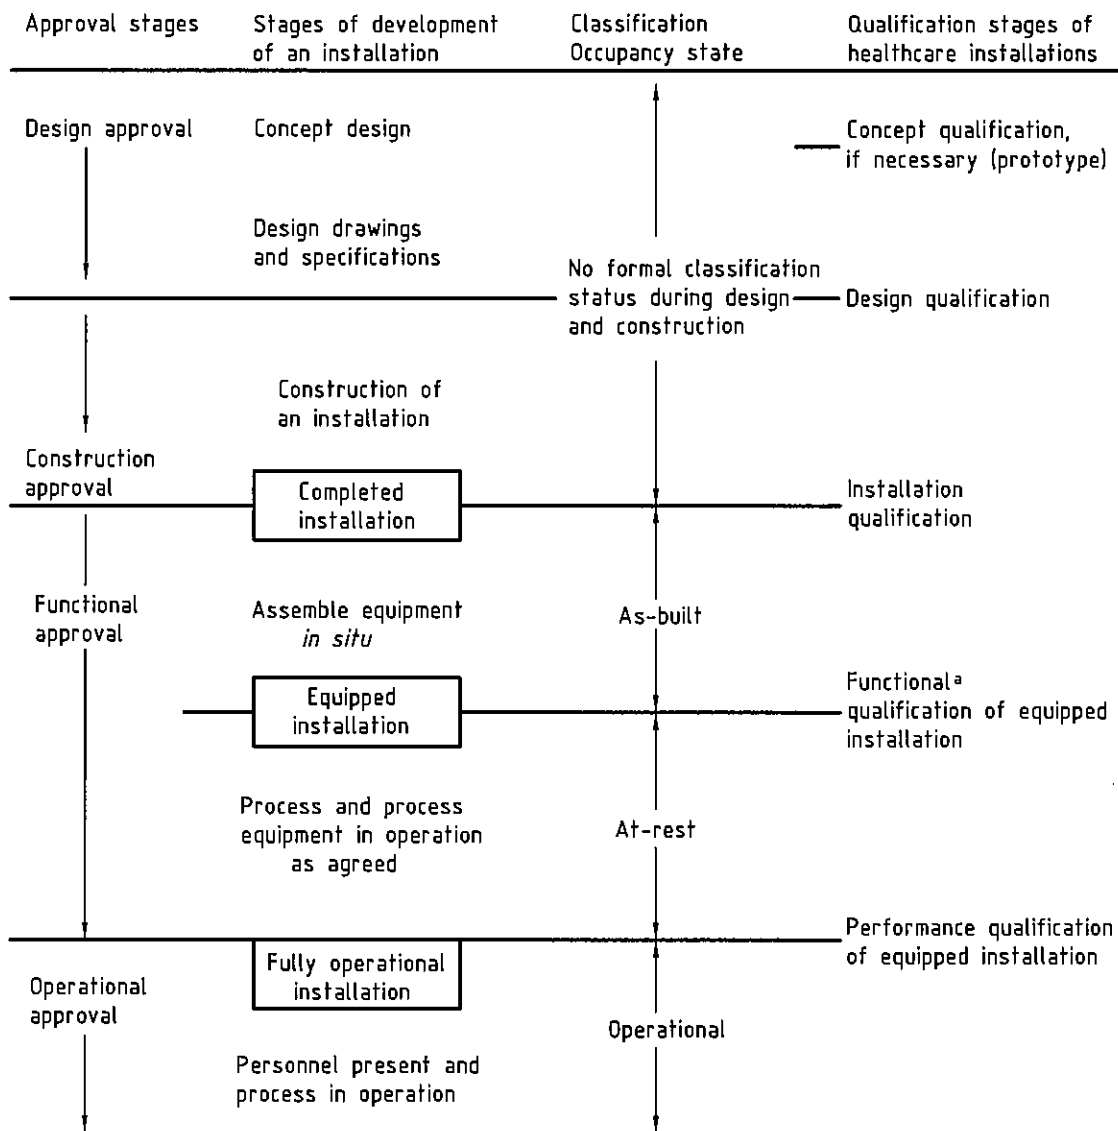 Approval stages
Stages of development
of an installation
Classification
Occupancy state
Qualification stages of
healthcare installations
Design approval
Concept design
Concept qualification,
if necessary (prototype)
Design drawings
and specifications
No formal classification
status during design
and construction
Design qualification
Construction of
an installation
Construction
approval
Completed
installation
Installation
qualification
Functional
approval
Assemble equipment
in situ
As-built
Equipped
installation
Functional a
qualification of equipped
installation
Process and process
equipment in operation
as agreed
At-rest
Performance qualification
of equipped installation
Fully operational
installation
Operational
approval
Operational
Personnel present and
process in operation